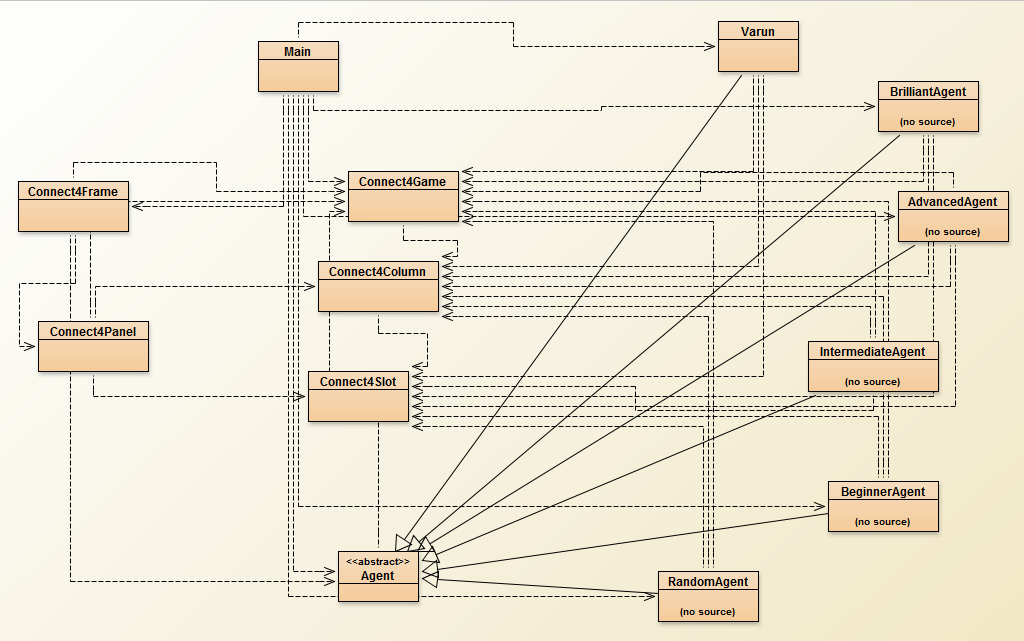 Varun
Main
BrilliantAgent
(no source)
Connect4Game
Connect4Frame
AdvancedAgent
(no source)
Connect4Column
Connect4Panel
IntermediateAgent
(no source)
Connect4Slot
BeginnerAgent
(no source)
<<abstract>>
Agent
RandomAgent
(no source)